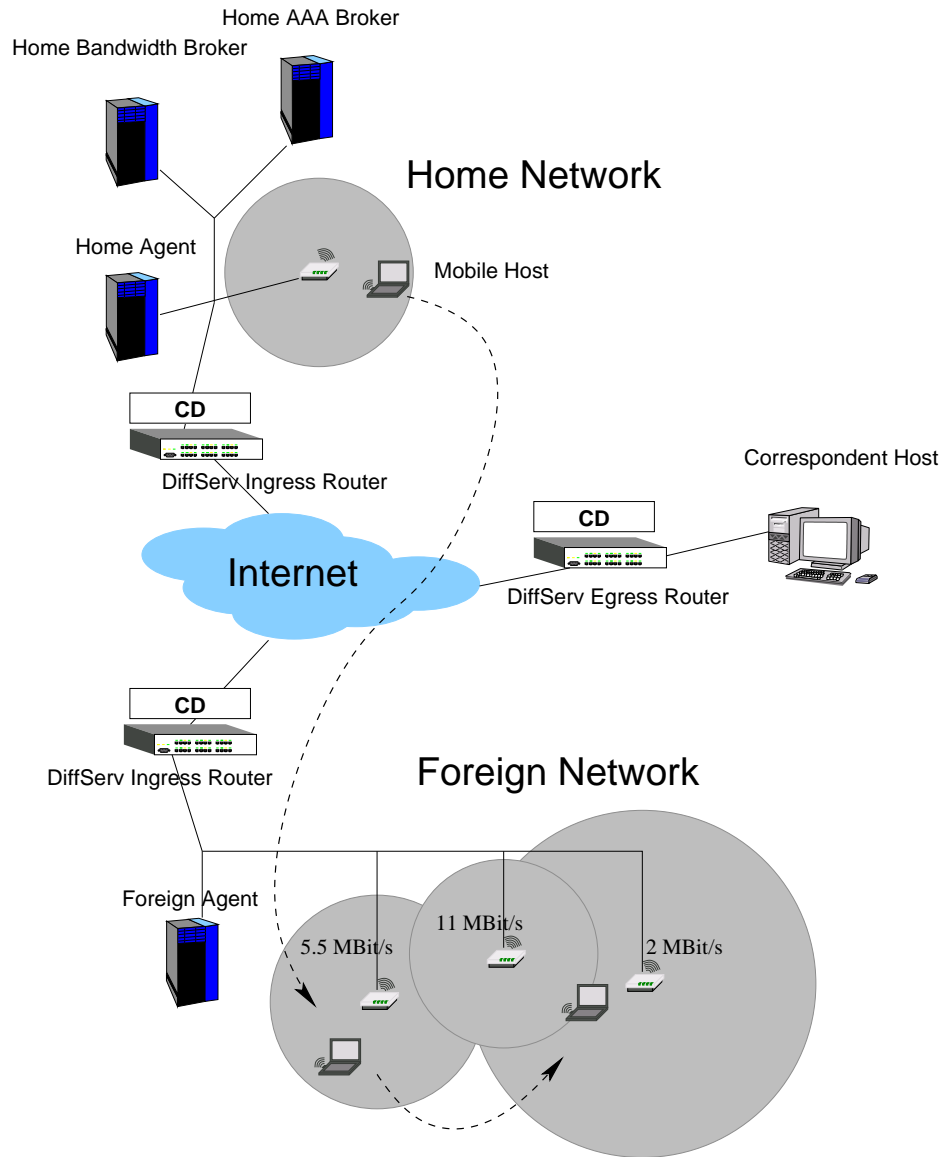 Home AAA Broker
Home Bandwidth Broker
Home Network
Home Agent
Mobile Host
CD
DiffServ Ingress Router
Correspondent Host
CD
Internet
DiffServ Egress Router
CD
DiffServ Ingress Router
Foreign Network
Foreign Agent
11 MBit/s
5.5 MBit/s
2 MBit/s